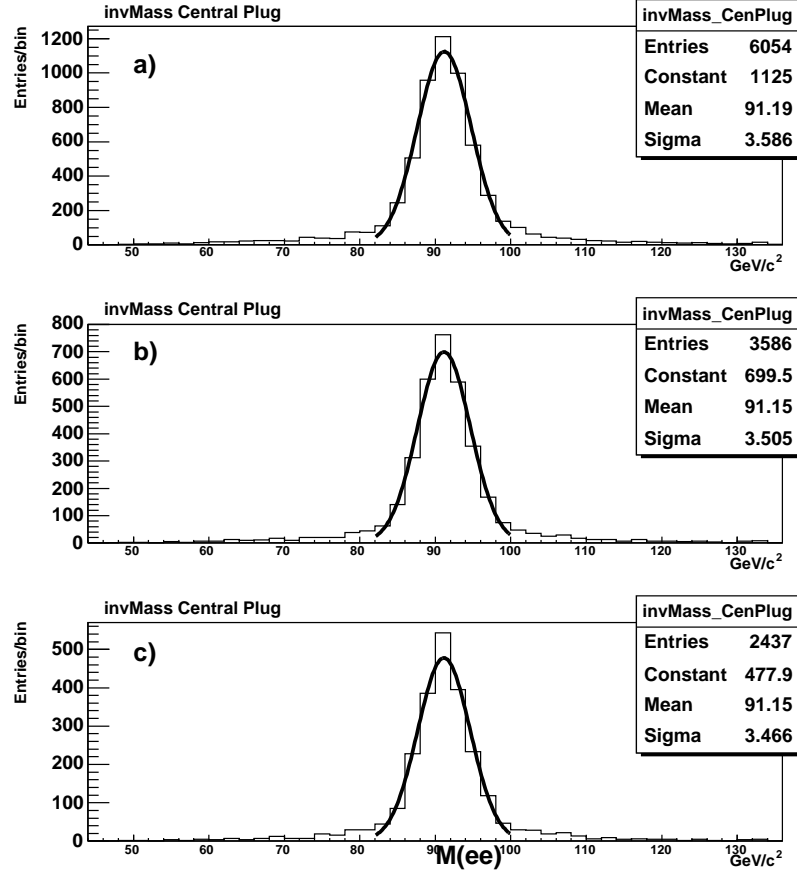 invMass Central Plug
invMass_CenPlug
Entries 6054
Constant 1125
Mean 91.19
Sigma 3.586
Entries/bin
a)
1200
1000
800
600
400
200
0
50 60 70 80 90 100 110 120 130
GeV/c2
invMass Central Plug
invMass_CenPlug
Entries 3586
Constant 699.5
Mean 91.15
Sigma 3.505
Entries/bin
b)
800
700
600
500
400
300
200
100
0
50 60 70 80 90 100 110 120 130
GeV/c2
invMass Central Plug
invMass_CenPlug
Entries 2437
Constant 477.9
Mean 91.15
Sigma 3.466
Entries/bin
c)
500
400
300
200
100
0
50 60 70 80 90 100 110 120 130
M(ee)
GeV/c2